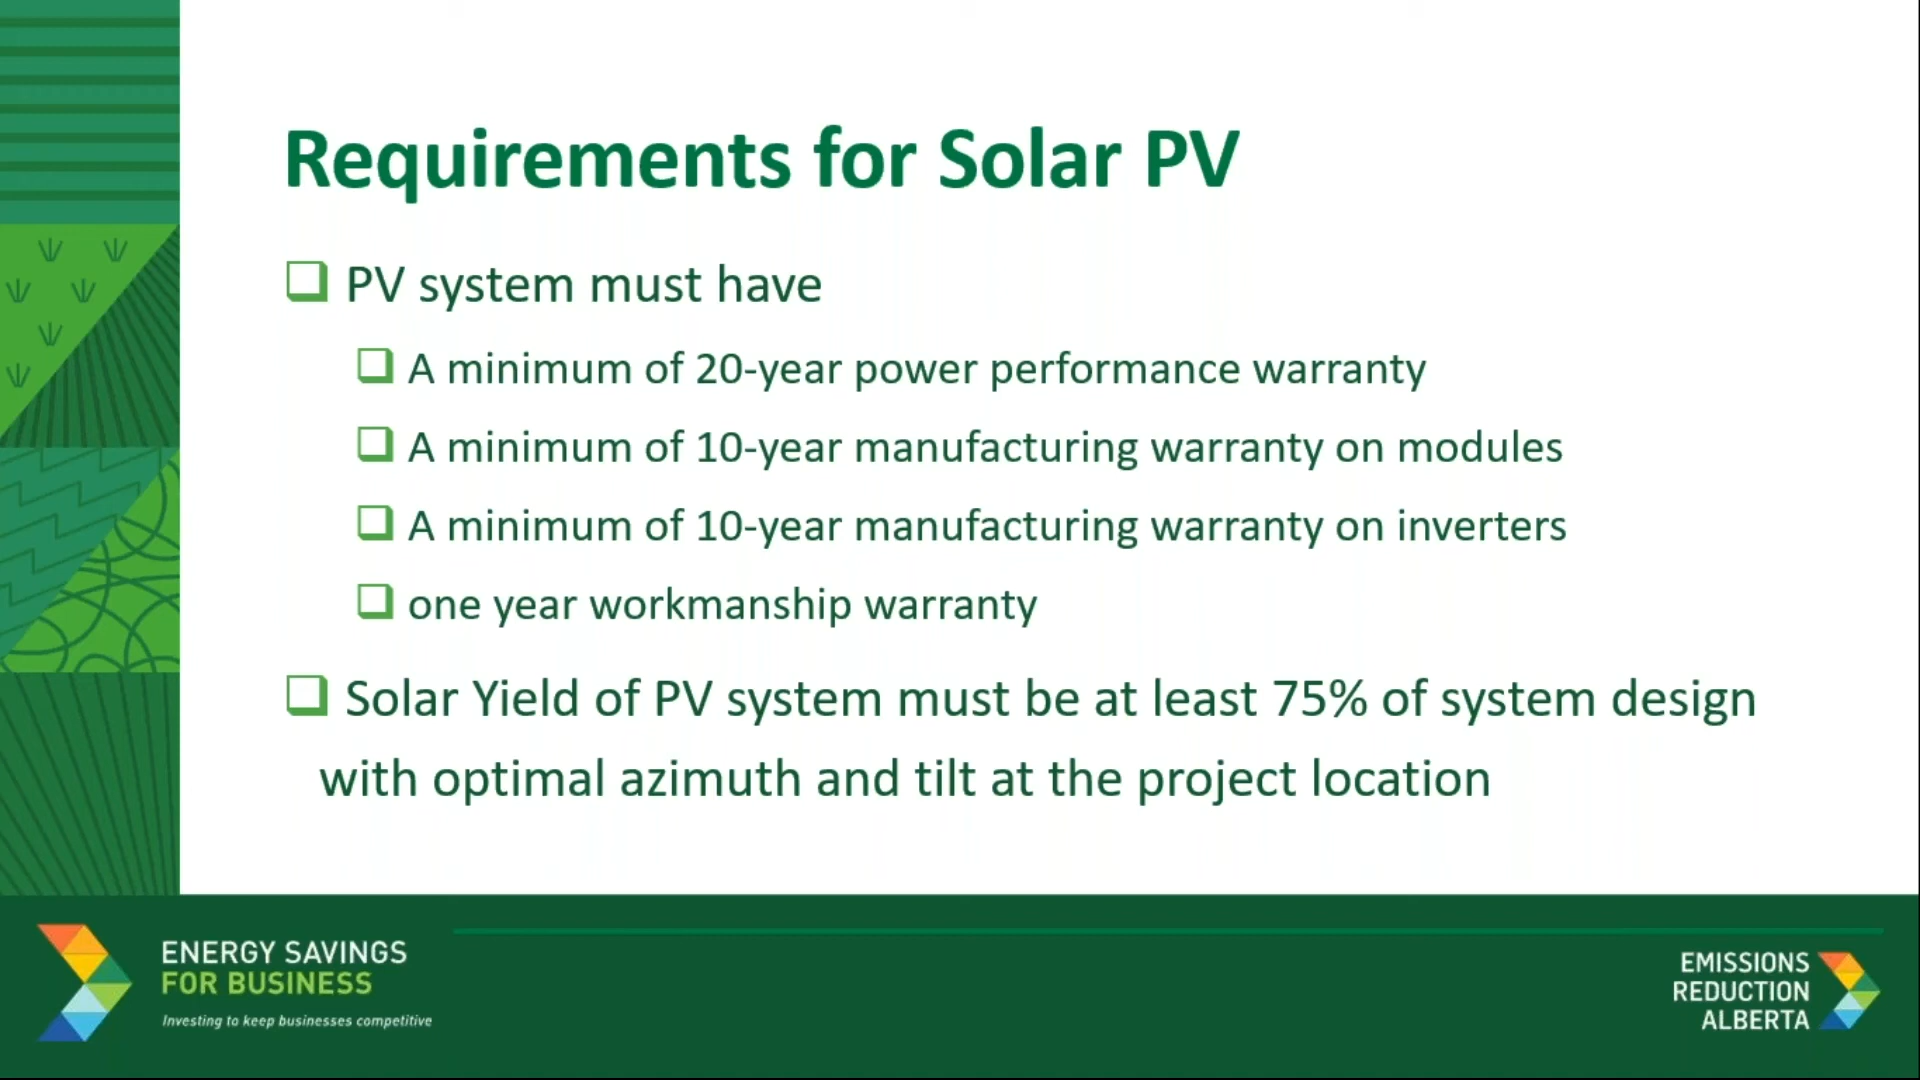 Requirements for Solar PV
PV system must have
A minimum of 20-year power performance warranty
A minimum of 10-year manufacturing warranty on modules
A minimum of 10-year manufacturing warranty on inverters
one year workmanship warranty
Solar Yield of PV system must be at least 75% of system design
with optimal azimuth and tilt at the project location
ENERGY SAVINGS
FOR BUSINESS
Investing to keep businesses competitive
EMISSIONS
REDUCTION
ALBERTA